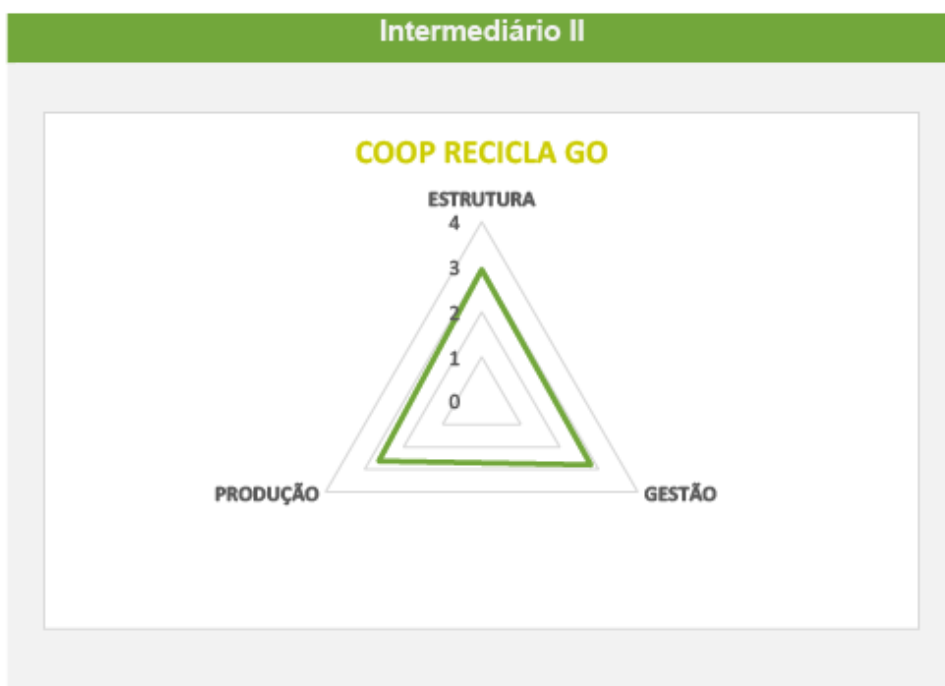 Intermediário II
COOP RECICLA GO
ESTRUTURA
4
3
2
1
0
PRODUÇÃO
GESTÃO